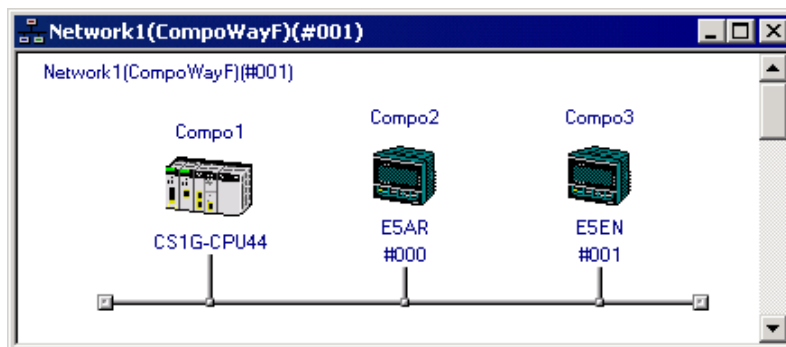 Network1(CompoWayF)(#001)
Network1(CompoWayF)(#001)
Compo1
Compo2
Compo3
CS1G-CPU44
E5AR
#000
E5EN
#001